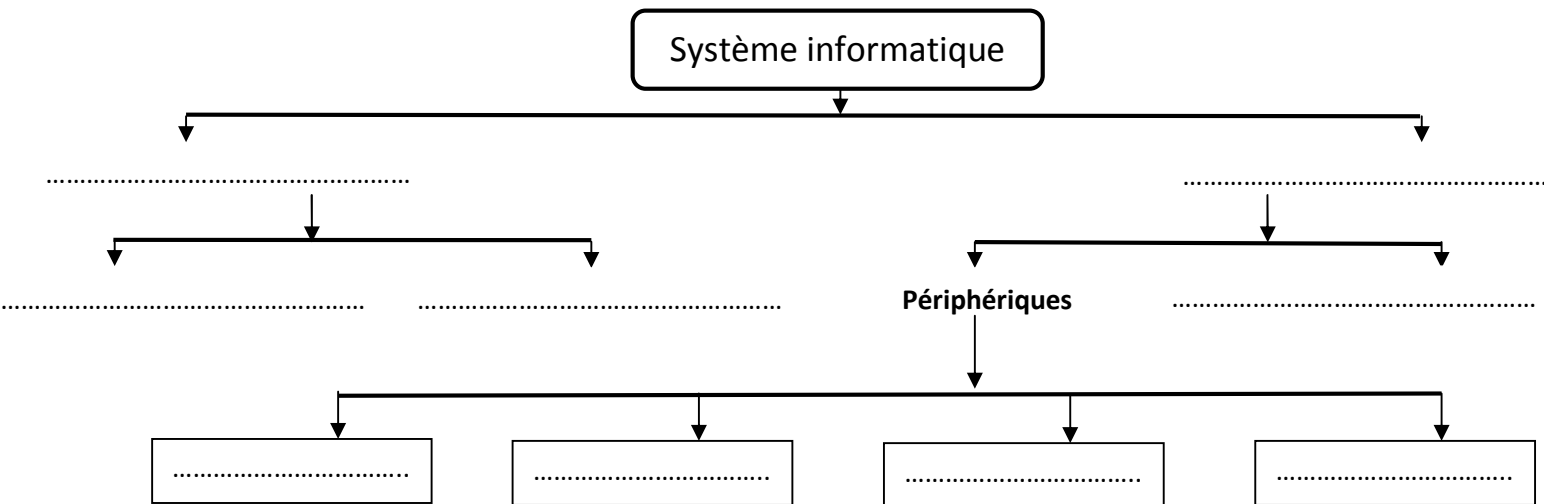 Système informatique
……………………………………………… ………………………………………………
……………………………………………… ……………………………………………… Périphériques ………………………………………………
…………………………….. …………………………….. …………………………….. ……………………………..